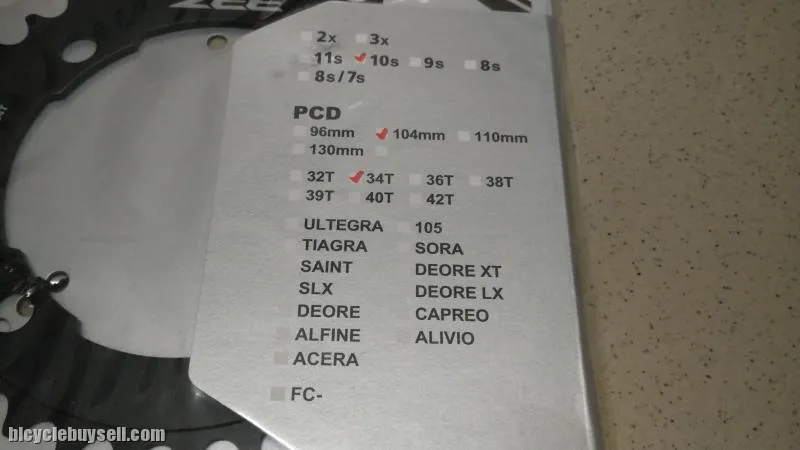 ZEE
2x 3x
11s 10s 9s 8s
8s/7s
PCD
96mm 104mm 110mm
130mm
32T 34T 36T 38T
39T 40T 42T
ULTEGRA 105
TIAGRA SORA
SAINT DEORE XT
SLX DEORE LX
DEORE CAPREO
ALFINE ALIVIO
ACERA
FC-
bicyclebuysell.com